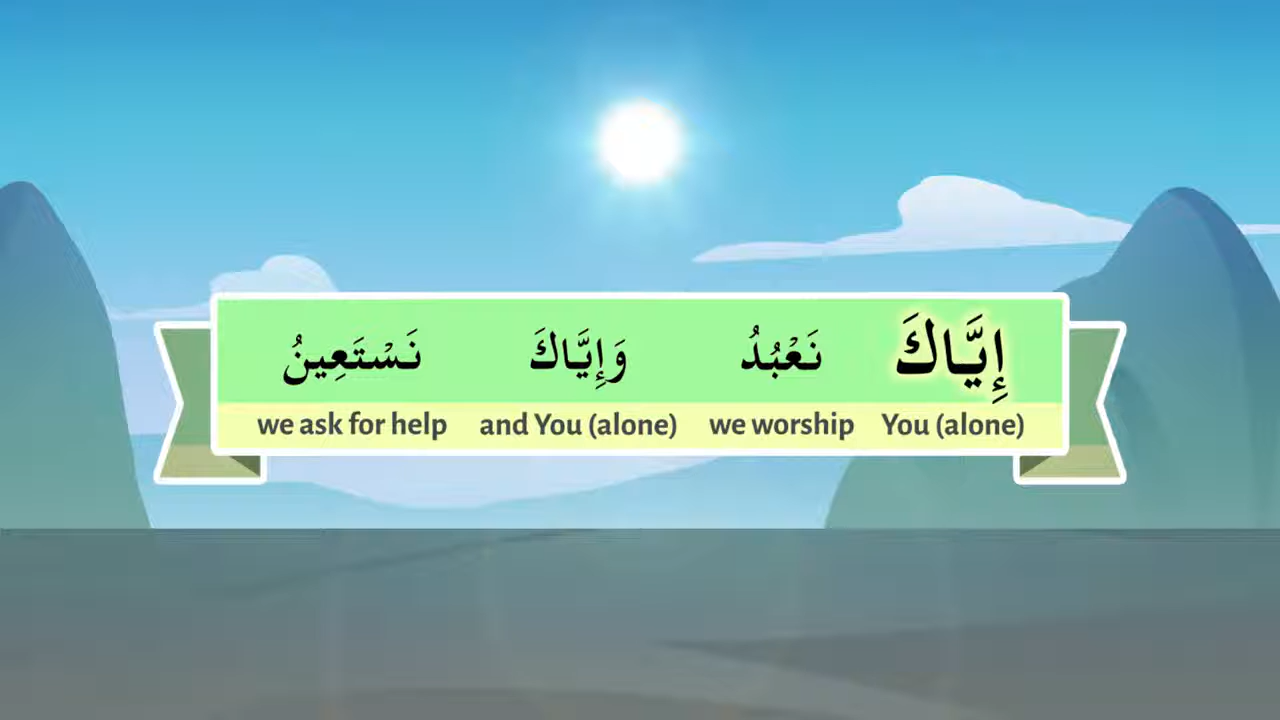 إِيَّاكَ نَعْبُدُ وَإِيَّاكَ نَسْتَعِينُ
we ask for help and You (alone) we worship You (alone)